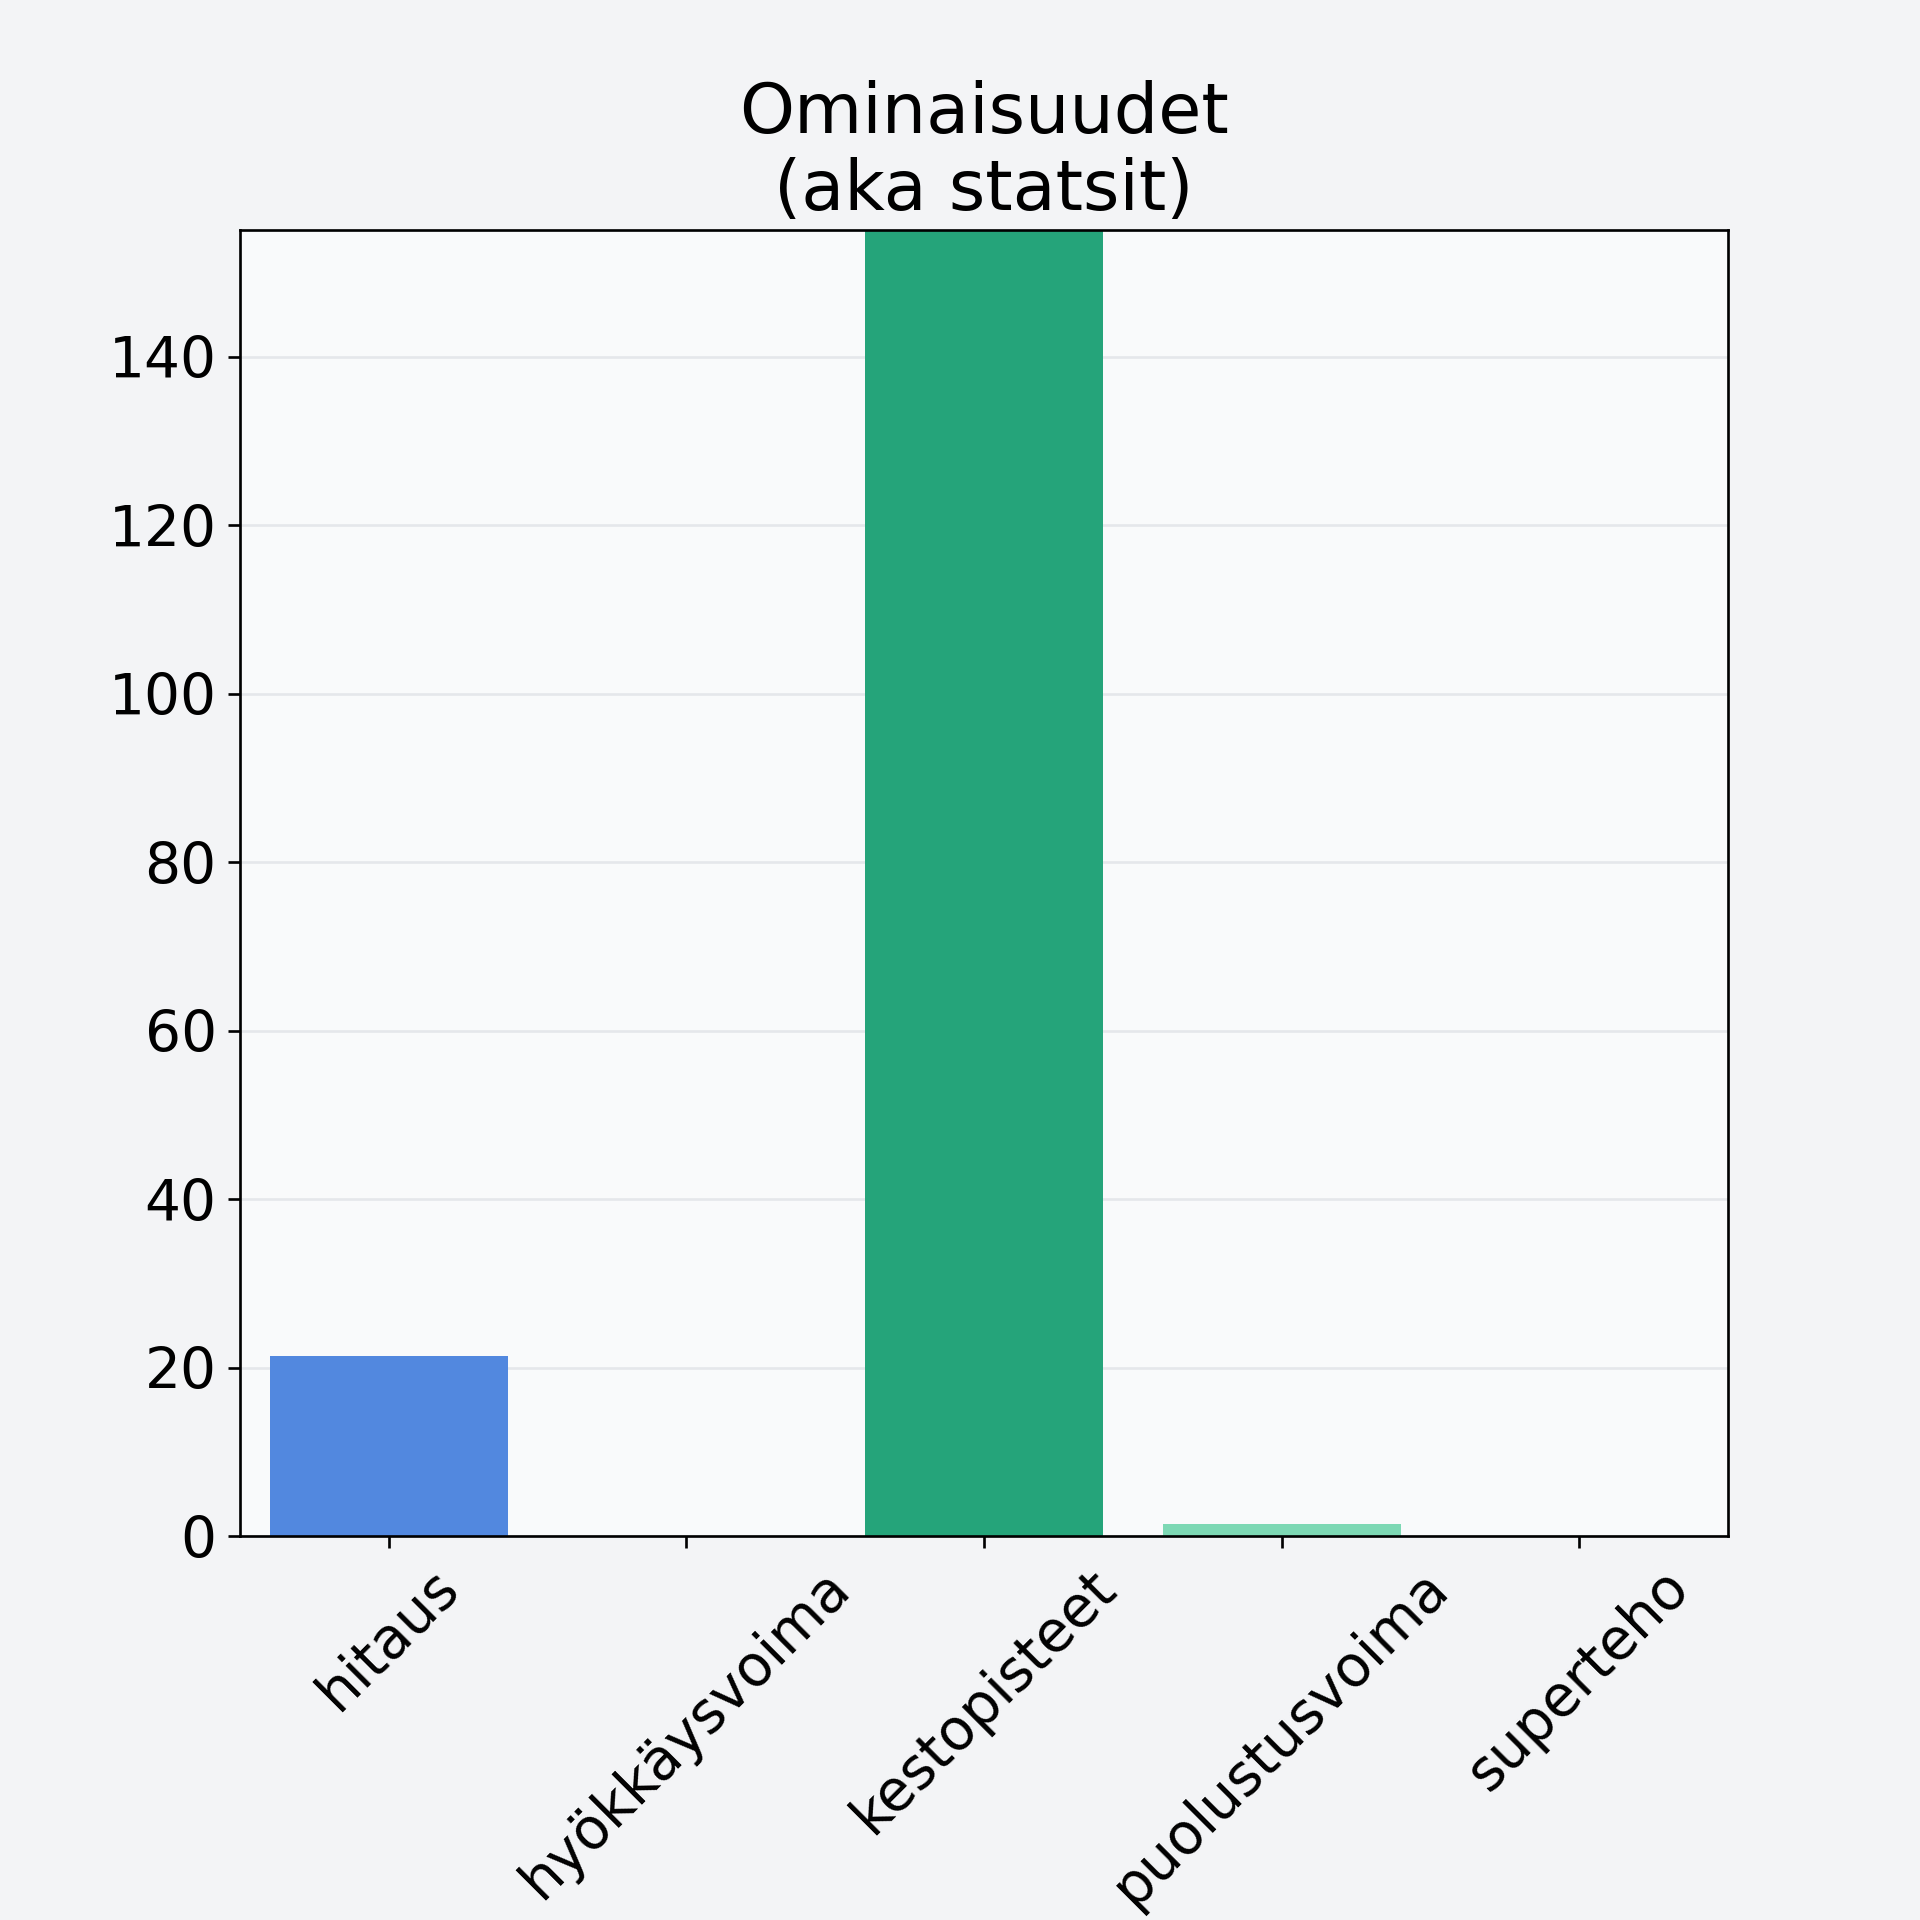 Ominaisuudet
(aka statsit)
140
120
100
80
60
40
20
0
hitaus
hyökkäysvoima
kestopisteet
puolustusvoima
superteho